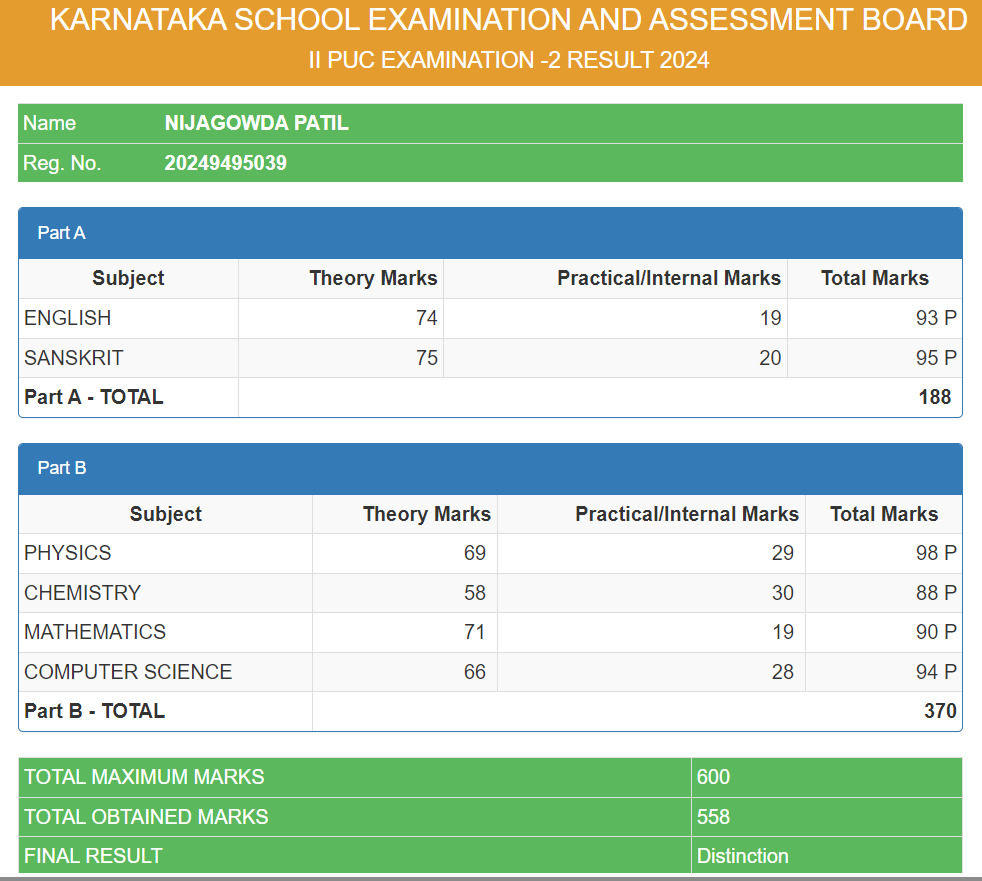 KARNATAKA SCHOOL EXAMINATION AND ASSESSMENT BOARD
II PUC EXAMINATION -2 RESULT 2024
Name NIJAGOWDA PATIL
Reg. No. 20249495039
Part A
Subject Theory Marks Practical/Internal Marks Total Marks
ENGLISH 74 19 93 P
SANSKRIT 75 20 95 P
Part A - TOTAL 188
Part B
Subject Theory Marks Practical/Internal Marks Total Marks
PHYSICS 69 29 98 P
CHEMISTRY 58 30 88 P
MATHEMATICS 71 19 90 P
COMPUTER SCIENCE 66 28 94 P
Part B - TOTAL 370
TOTAL MAXIMUM MARKS 600
TOTAL OBTAINED MARKS 558
FINAL RESULT Distinction